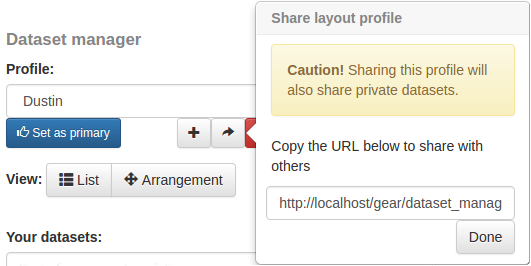 Dataset manager
Profile:
Dustin
Set as primary
View:
List
Arrangement
Your datasets:
Share layout profile
Caution! Sharing this profile will
also share private datasets.
Copy the URL below to share with
others
http://localhost/gear/dataset_manag
Done